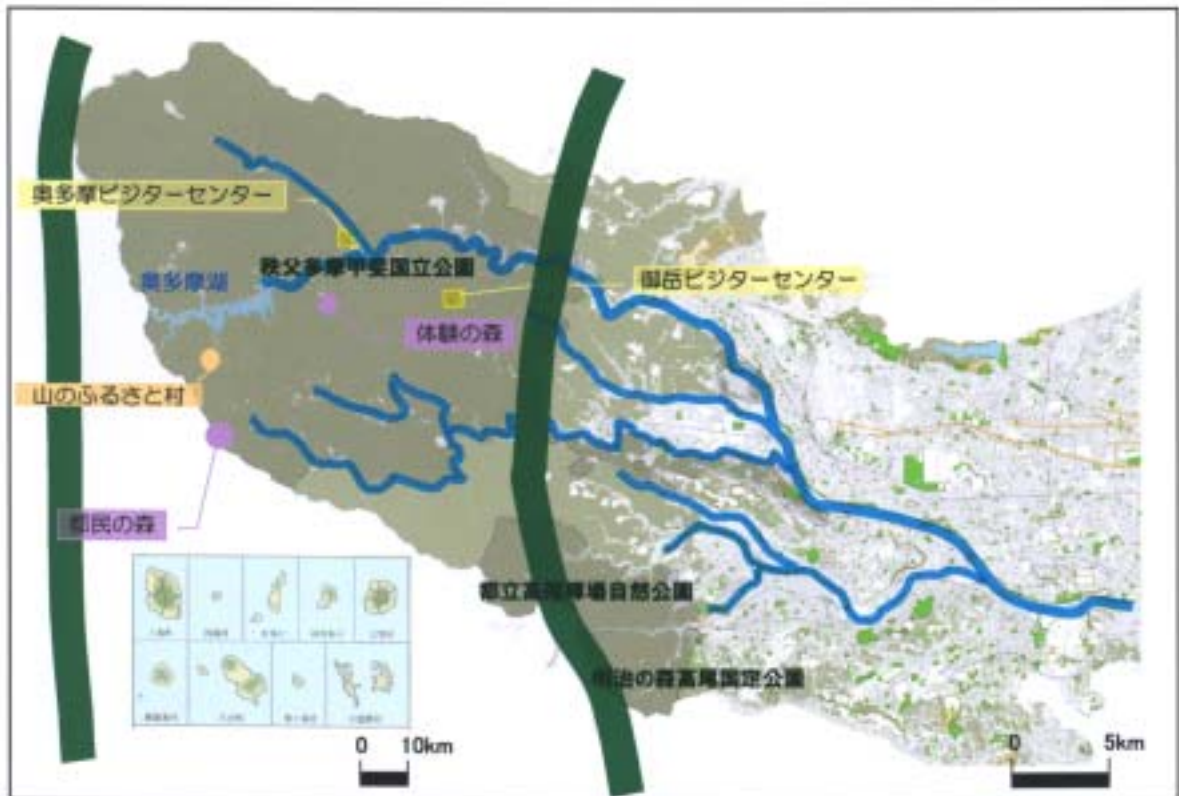 奥多摩ビジターセンター
秩父多摩甲斐国立公園
奥多摩湖
御岳ビジターセンター
体験の森
山のふるさと村
都民の森
都立高尾陣場自然公園
明治の森高尾国定公園
0 10km
0 5km